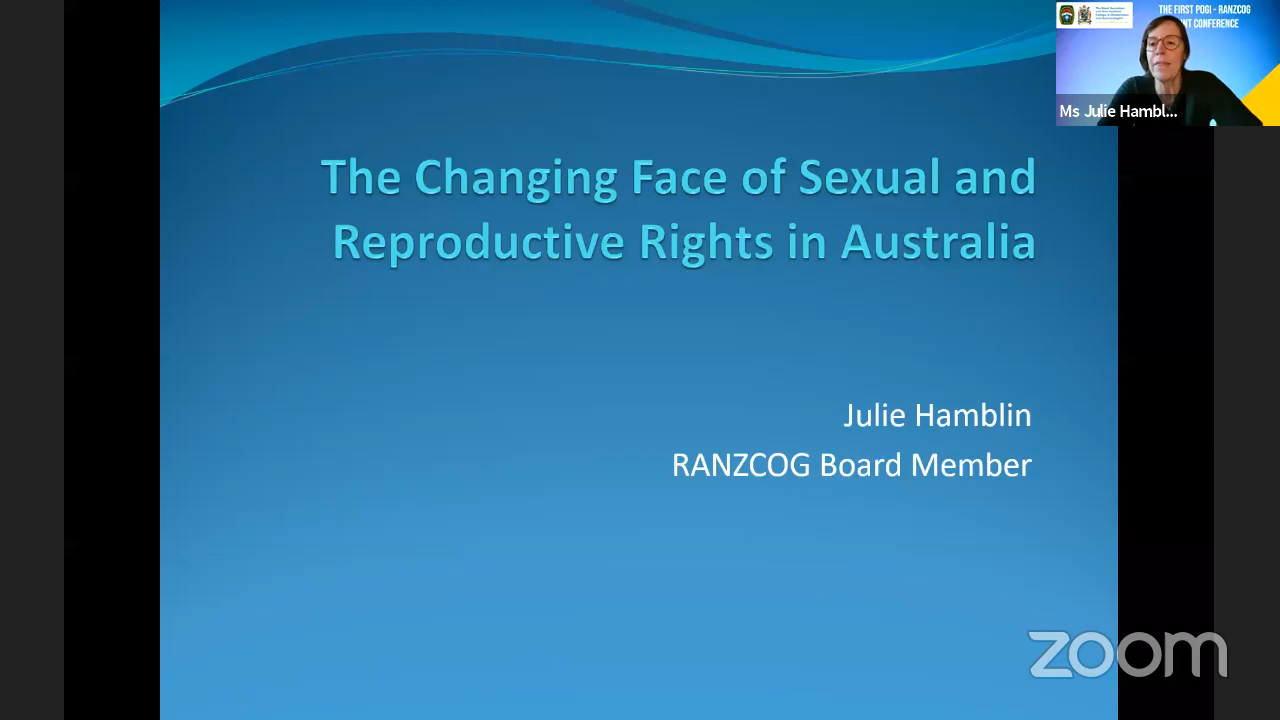 THE FIRST POGI - RANZCOG
NT CONFERENCE
Ms Julie Hambl...
The Changing Face of Sexual and
Reproductive Rights in Australia
Julie Hamblin
RANZCOG Board Member
zoom